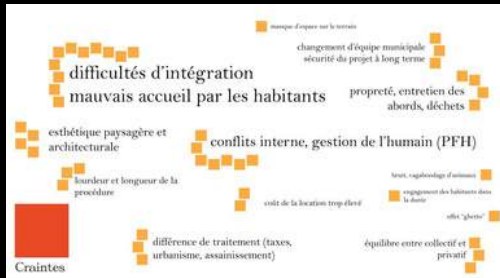 manque d'espace sur le terrain
changement d'équipe municipale
sécurité du projet à long terme
difficultés d'intégration
mauvais accueil par les habitants
propreté, entretien des
abords, déchets
esthétique paysagère et
architecturale
conflits interne, gestion de l'humain (PFH)
lourdeur et longueur de la
procédure
bruit, vagabondage d'animaux
engagement des habitants dans
la durée
coût de la location trop élevé
effet "ghetto"
différence de traitement (taxes,
urbanisme, assainissement)
équilibre entre collectif et
privatif
Craintes